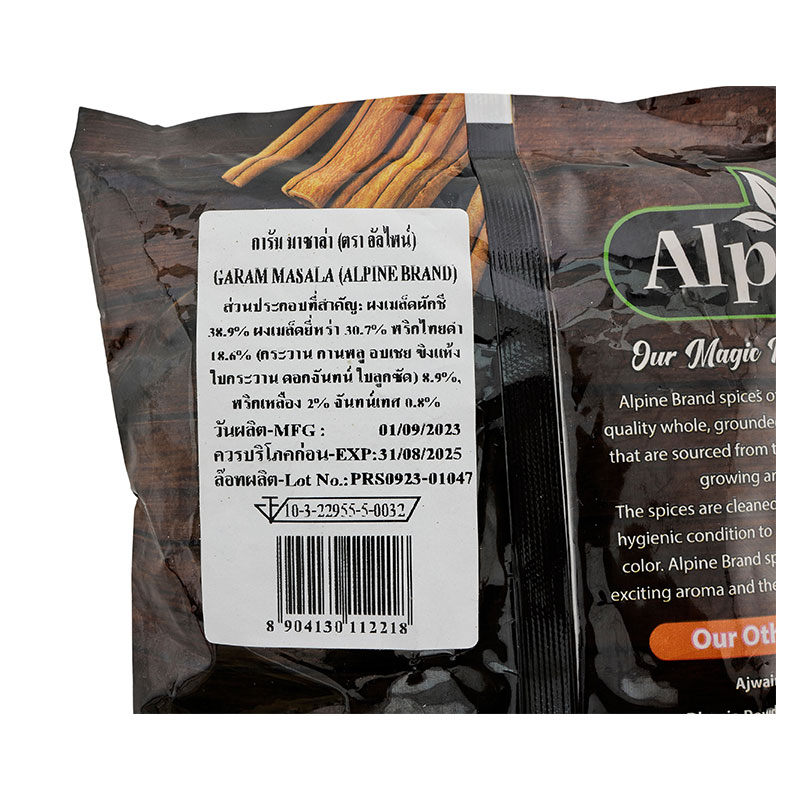 การัม มาซาล่า (ตรา อัลไพน์)
GARAM MASALA (ALPINE BRAND)
ส่วนประกอบที่สำคัญ: ผงเมล็ดผักชี
38.9% ผงเมล็ดยี่หร่า 30.7% พริกไทยดำ
18.6% (กระวาน กานพลู อบเชย ขิงแห้ง
ใบกระวาน ดอกจันทน์ ใบลูกซัด) 8.9%,
พริกเหลือง 2% จันทน์เทศ 0.8%
วันผลิต-MFG : 01/09/2023
ควรบริโภคก่อน-EXP:31/08/2025
ล๊อทผลิต-Lot No.:PRS0923-01047
10-3-22955-5-0032
8 904130 112218
Alp
Our Magic
Alpine Brand spices
quality whole, grounde
that are sourced from
growing
The spices are cleane
hygienic condition to
color. Alpine Brand sp
exciting aroma and the
Our Oth
Ajwai